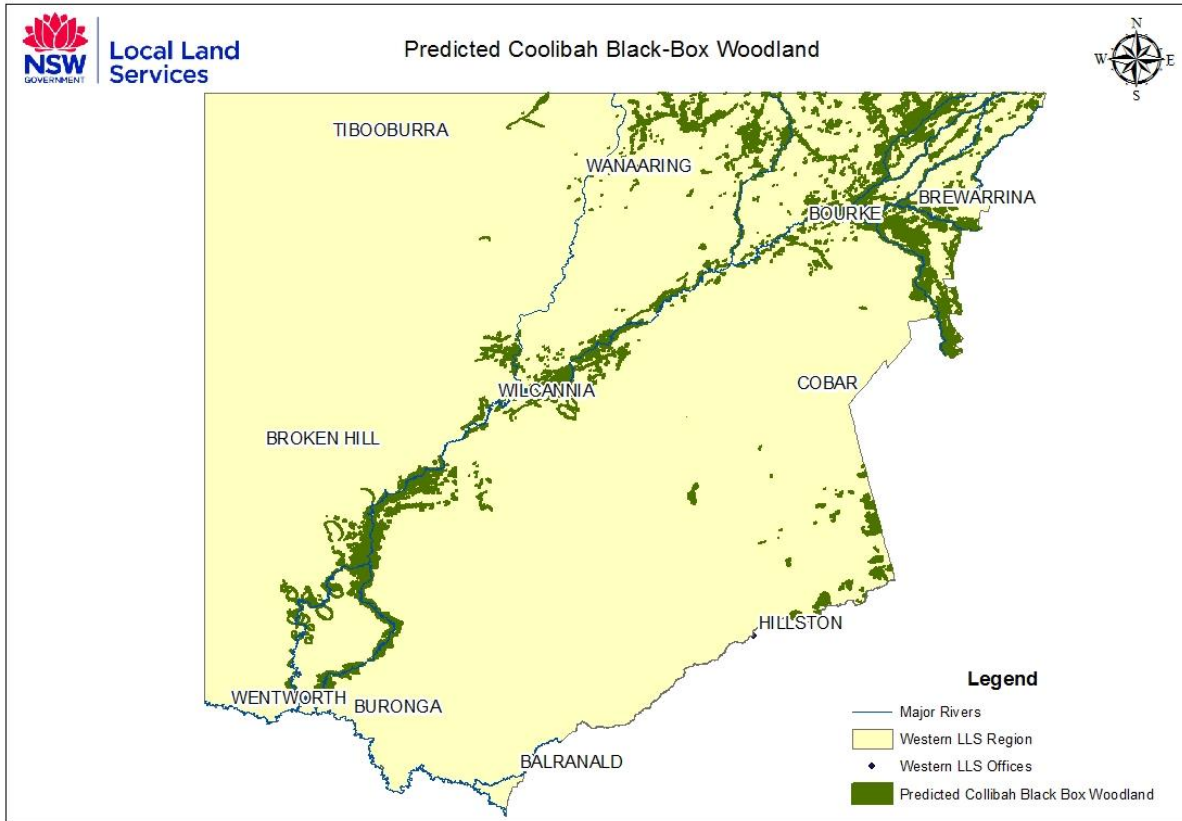 NSW
GOVERNMENT
Local Land
Services
Predicted Coolibah Black-Box Woodland
N
W
E
S
TIBOOBURRA
WANAARING
BREWARRINA
BOURKE
WILCANNIA
COBAR
BROKEN HILL
HILLSTON
WENTWORTH
BURONGA
BALRANALD
Legend
Major Rivers
Western LLS Region
Western LLS Offices
Predicted Collibah Black Box Woodland